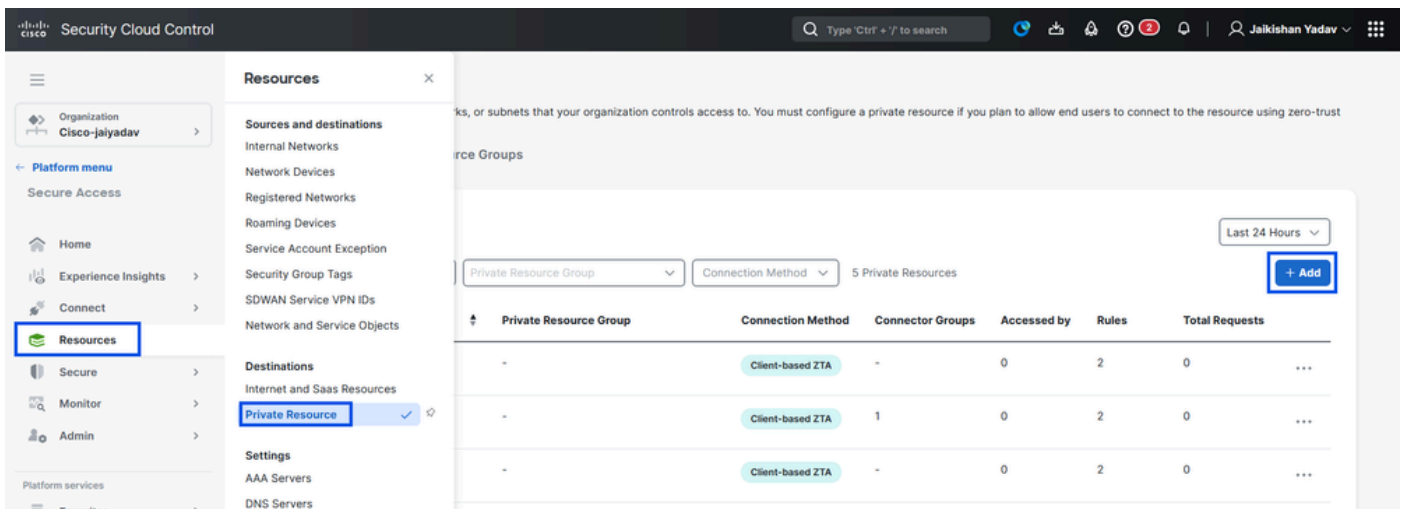 cisco Security Cloud Control
Type 'Ctrl' + '/' to search
2
Jaikishan Yadav
Organization
Cisco-jaiyadav
Platform menu
Secure Access
Home
Experience Insights
Connect
Resources
Secure
Monitor
Admin
Platform services
Resources
Sources and destinations
Internal Networks
Network Devices
Registered Networks
Roaming Devices
Service Account Exception
Security Group Tags
SDWAN Service VPN IDs
Network and Service Objects
Destinations
Internet and Saas Resources
Private Resource
Settings
AAA Servers
DNS Servers
or subnets that your organization controls access to. You must configure a private resource if you plan to allow end users to connect to the resource using zero-trust
Groups
Last 24 Hours
Private Resource Group Connection Method 5 Private Resources + Add
Private Resource Group Connection Method Connector Groups Accessed by Rules Total Requests
- Client-based ZTA - 0 2 0 ...
- Client-based ZTA 1 0 2 0 ...
- Client-based ZTA - 0 2 0 ...